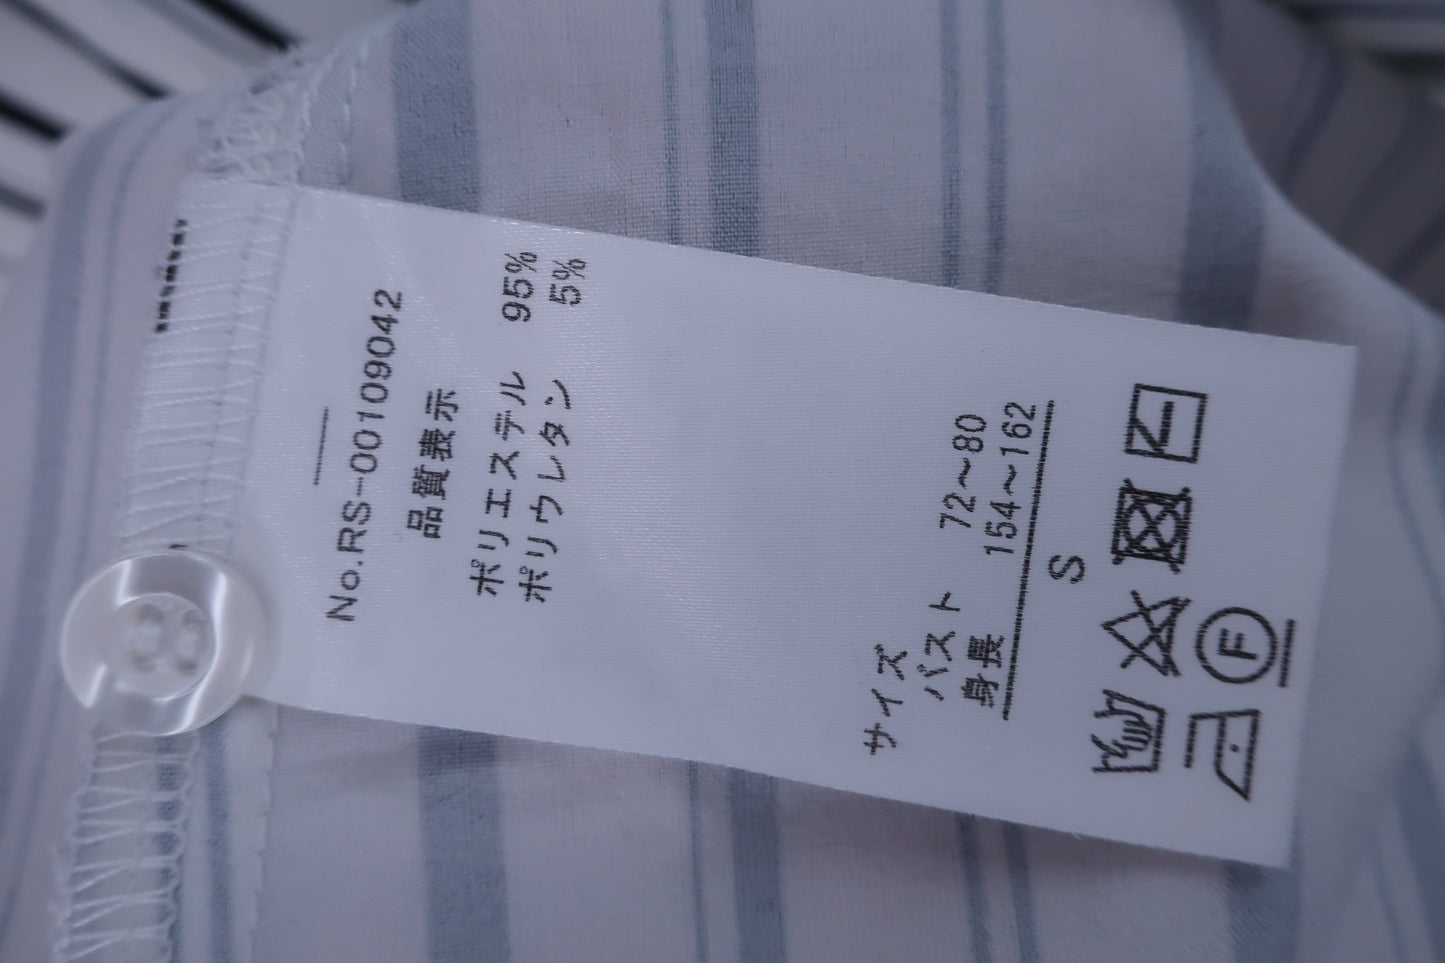 No.RS-00109042
品質表示
ポリエステル 95%
ポリウレタン 5%
サイズ
バスト 72~80
身長 154~162
S
F